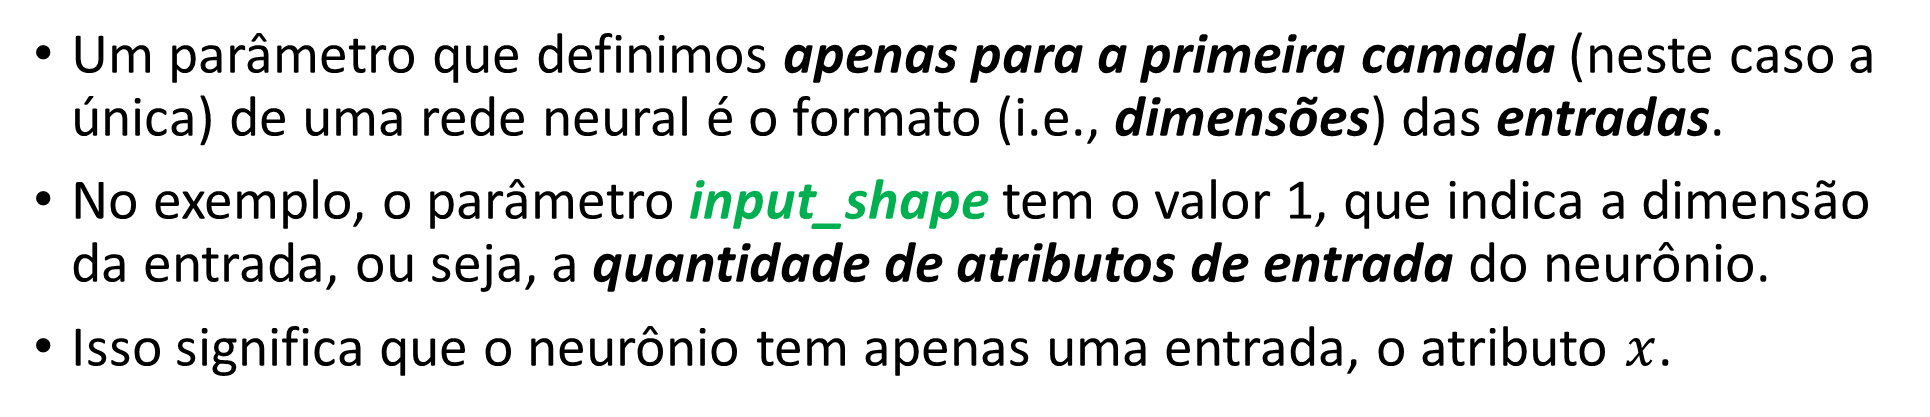 • Um parâmetro que definimos apenas para a primeira camada (neste caso a
única) de uma rede neural é o formato (i.e., dimensões) das entradas.
• No exemplo, o parâmetro input_shape tem o valor 1, que indica a dimensão
da entrada, ou seja, a quantidade de atributos de entrada do neurônio.
• Isso significa que o neurônio tem apenas uma entrada, o atributo x.